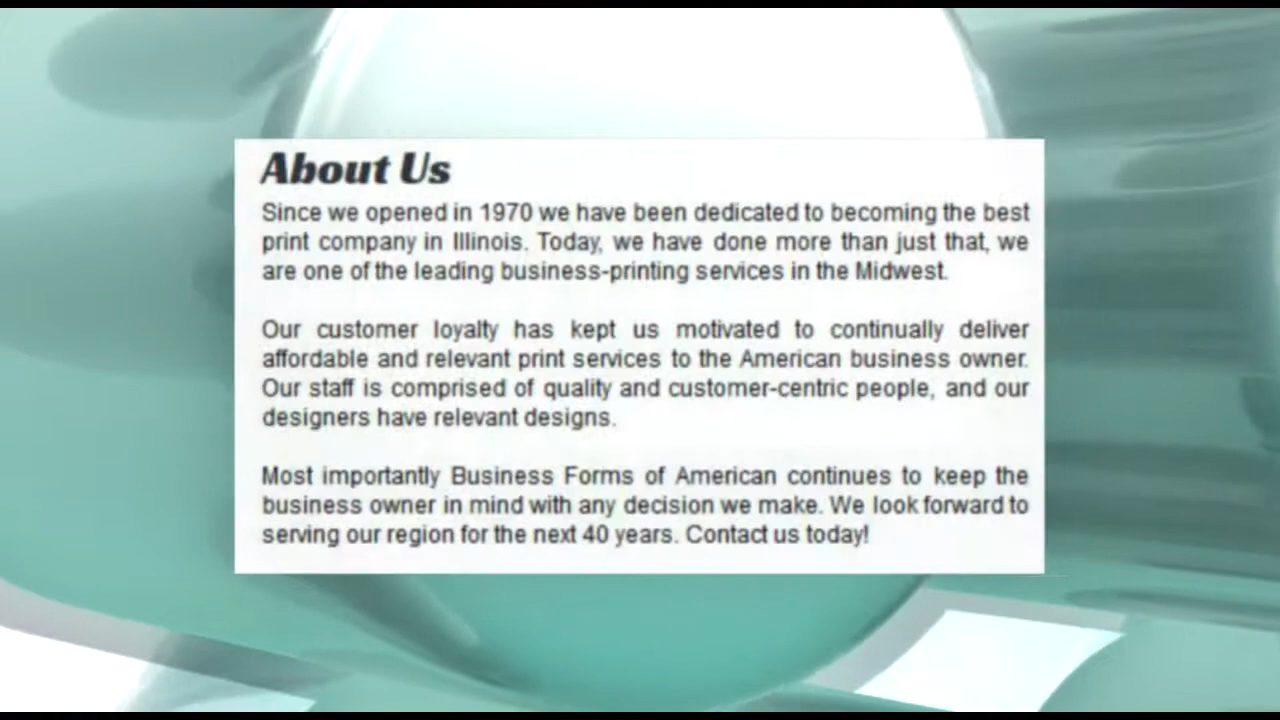 About Us
Since we opened in 1970 we have been dedicated to becoming the best
print company in Illinois. Today, we have done more than just that, we
are one of the leading business-printing services in the Midwest.
Our customer loyalty has kept us motivated to continually deliver
affordable and relevant print services to the American business owner.
Our staff is comprised of quality and customer-centric people, and our
designers have relevant designs.
Most importantly Business Forms of American continues to keep the
business owner in mind with any decision we make. We look forward to
serving our region for the next 40 years. Contact us today!